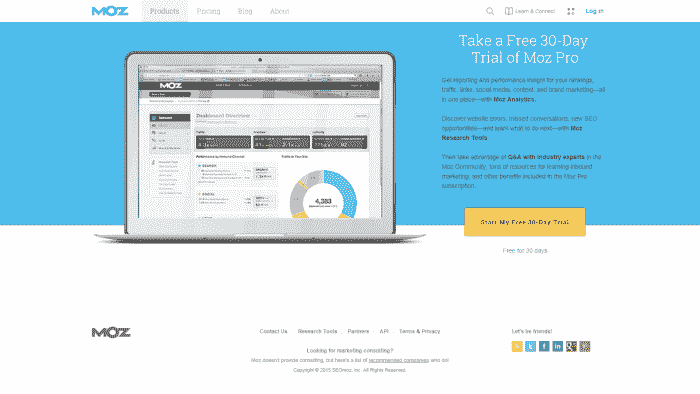 MOZ
Products Pricing Blog About
Learn & Connect
Log in
Take a Free 30-Day
Trial of Moz Pro
Get reporting and performance insight for your rankings,
traffic, links, social media, content, and brand marketing—all
in one place—with Moz Analytics.
Discover website errors, missed conversations, new SEO
opportunities—and learn what to do next—with Moz
Research Tools
Then take advantage of Q&A with industry experts in the
Moz Community, tons of resources for learning inbound
marketing, and other benefits included in the Moz Pro
subscription.
Start My Free 30-Day Trial
Free for 30 days
MOZ
Dashboard Overview
4,383
MOZ
Contact Us Research Tools Partners API Terms & Privacy
Looking for marketing consulting?
Moz doesn't provide consulting, but here's a list of recommended companies who do!
Copyright © 2015 SEOmoz, Inc. All Rights Reserved.
Let's be friends!